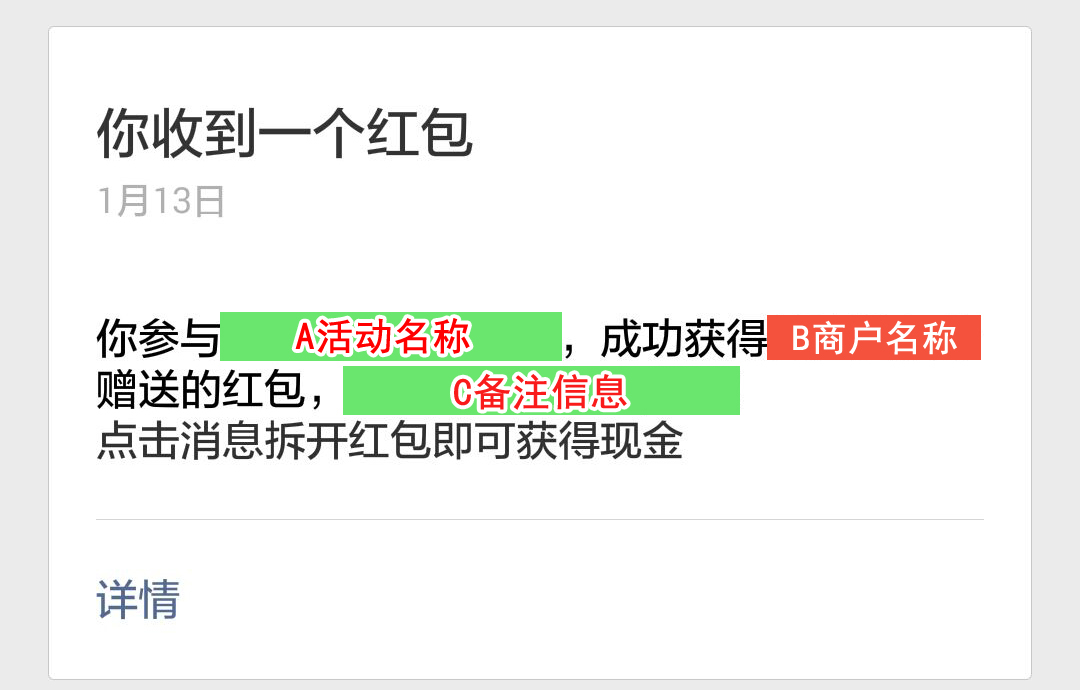 你收到一个红包
1月13日
你参与A活动名称，成功获得B商户名称
赠送的红包，C备注信息
点击消息拆开红包即可获得现金
详情